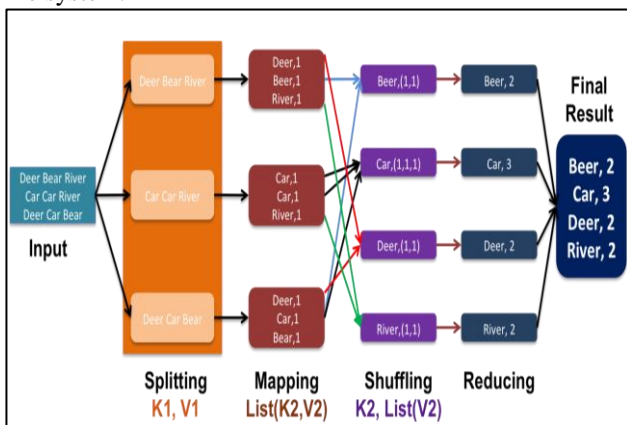 Deer Bear River
Car Car River
Deer Car Bear
Input
Deer Bear River
Car Car River
Deer Car Bear
Splitting
K1, V1
Deer,1
Beer,1
River,1
Car,1
Car,1
River,1
Deer,1
Car,1
Bear,1
Mapping
List(K2,V2)
Beer,(1,1)
Car,(1,1,1)
Deer,(1,1)
River,(1,1)
Shuffling
K2, List(V2)
Beer, 2
Car, 3
Deer, 2
River, 2
Reducing
Final
Result
Beer, 2
Car, 3
Deer, 2
River, 2